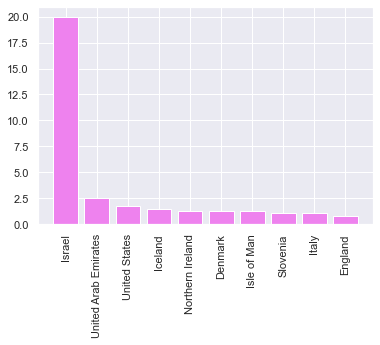 20.0
17.5
15.0
12.5
10.0
7.5
5.0
2.5
0.0
Israel
United Arab Emirates
United States
Iceland
Northern Ireland
Denmark
Isle of Man
Slovenia
Italy
England